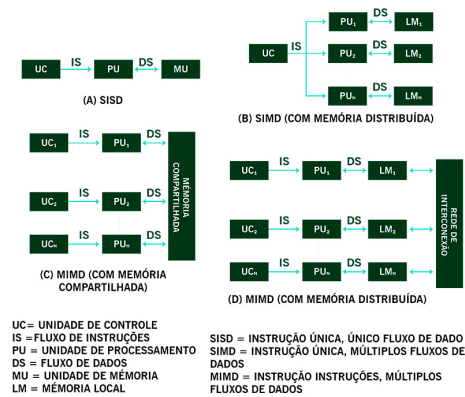 UC IS PU DS MU
(A) SISD
UC IS
PU₁ DS LM₁
PU₂ DS LM₂
PUₙ DS LMₙ
(B) SIMD (COM MEMÓRIA DISTRIBUÍDA)
UC₁ IS PU₁ DS
UC₂ IS PU₂ DS
UCₙ IS PUₙ DS
MÉMORIA
COMPARTILHADA
(C) MIMD (COM MEMÓRIA
COMPARTILHADA)
UC₁ IS PU₁ DS LM₁
UC₂ IS PU₂ DS LM₂
UCₙ IS PUₙ DS LMₙ
REDE DE
INTERCONEXÃO
(D) MIMD (COM MEMÓRIA DISTRIBUÍDA)
UC= UNIDADE DE CONTROLE
IS =FLUXO DE INSTRUÇÕES
PU = UNIDADE DE PROCESSAMENTO
DS = FLUXO DE DADOS
MU = UNIDADE DE MÉMORIA
LM = MÉMORIA LOCAL
SISD = INSTRUÇÃO ÚNICA, ÚNICO FLUXO DE DADO
SIMD = INSTRUÇÃO ÚNICA, MÚLTIPLOS FLUXOS DE
DADOS
MIMD = INSTRUÇÃO INSTRUÇÕES, MÚLTIPLOS
FLUXOS DE DADOS